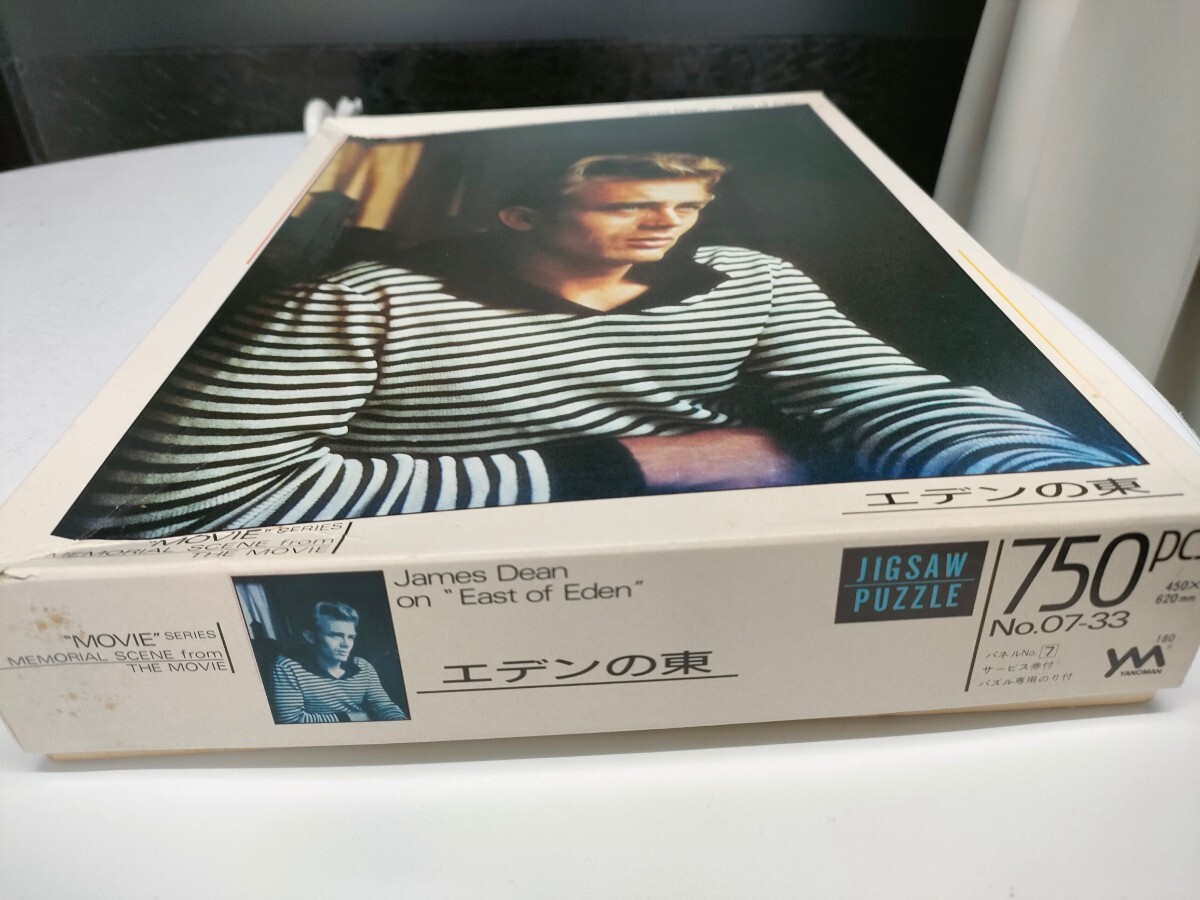 "MOVIE" SERIES
MEMORIAL SCENE from
THE MOVIE
エデンの東
"MOVIE" SERIES
MEMORIAL SCENE from
THE MOVIE
James Dean
on "East of Eden"
エデンの東
JIGSAW
PUZZLE
750pcs
450×
620mm
No.07-33
パネルNo.7
サービス券付
パズル専用のり付
180
YM
YANOMAN